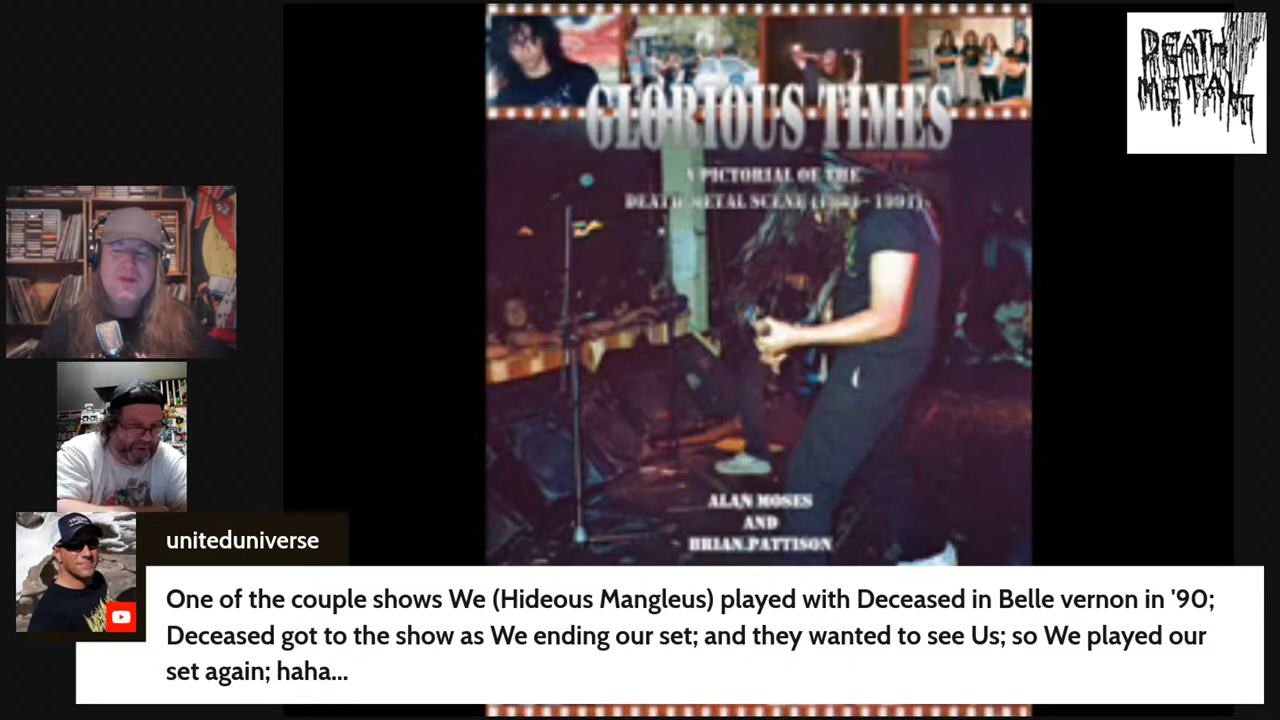 DEATH
METAL
GLORIOUS TIMES
A PICTORIAL OF THE
DEATH METAL SCENE ( - 1991)
ALAN MOSES
AND
BRIAN PATTISON
uniteduniverse
One of the couple shows We (Hideous Mangleus) played with Deceased in Belle vernon in '90;
Deceased got to the show as We ending our set; and they wanted to see Us; so We played our
set again; haha...